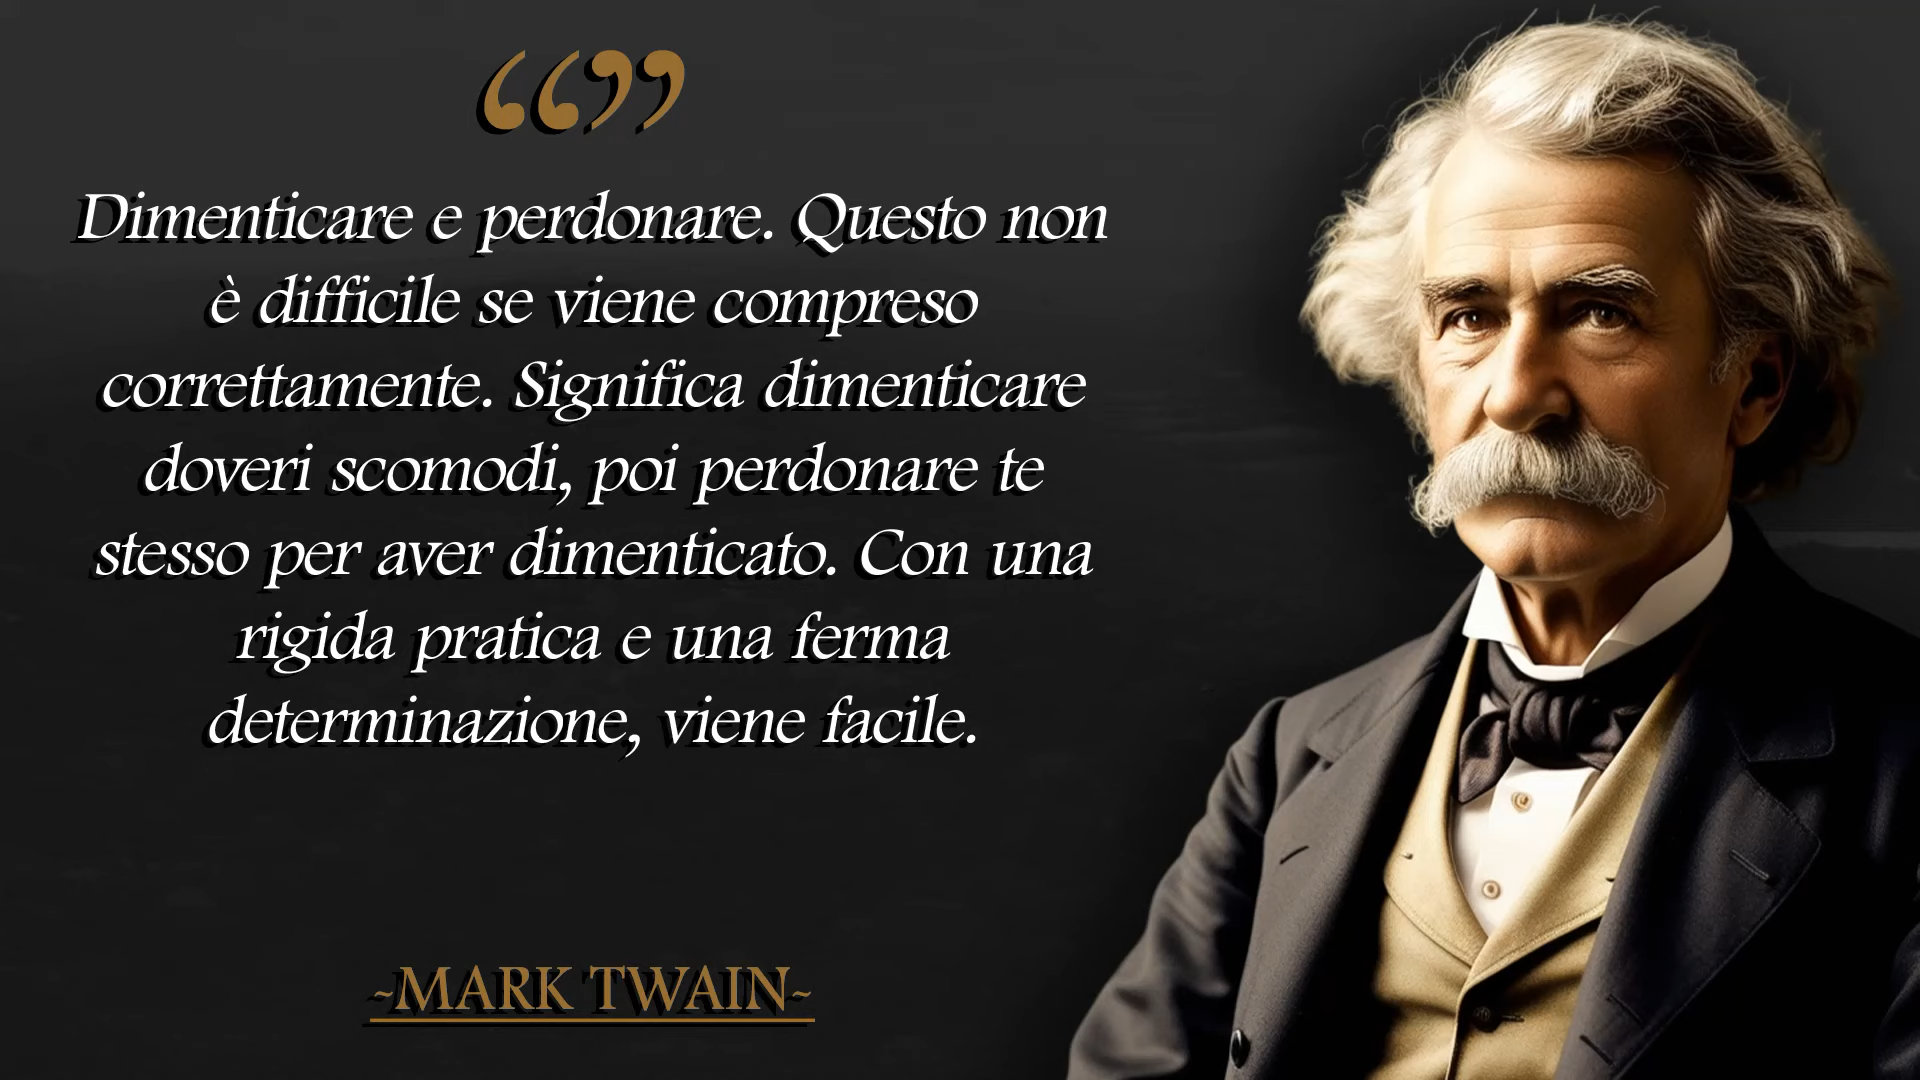 “”
Dimenticare e perdonare. Questo non
è difficile se viene compreso
correttamente. Significa dimenticare
doveri scomodi, poi perdonare te
stesso per aver dimenticato. Con una
rigida pratica e una ferma
determinazione, viene facile.
~MARK TWAIN~